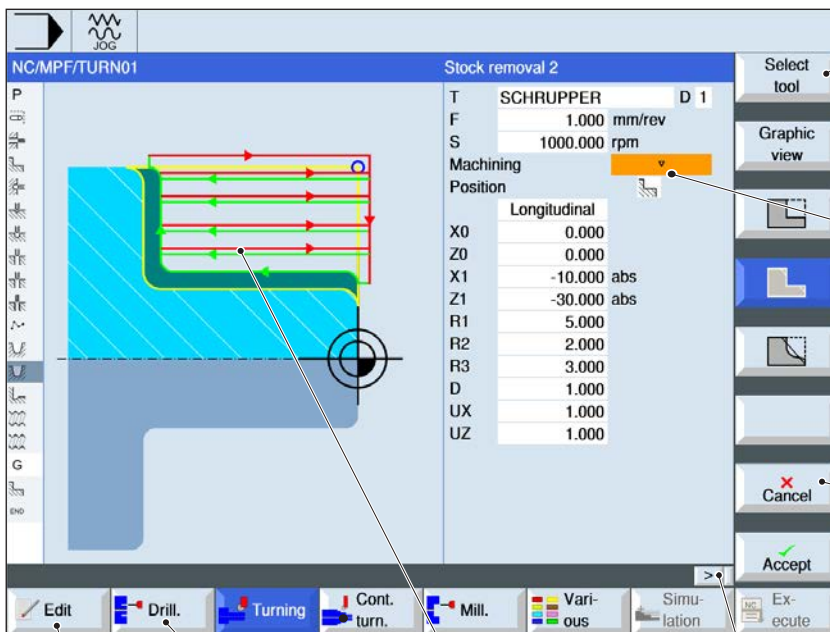 JOG
NC/MPF/TURN01
Stock removal 2
P
T SCHRUPPER D 1
F 1.000 mm/rev
S 1000.000 rpm
Machining
Position
Longitudinal
X0 0.000
Z0 0.000
X1 -10.000 abs
Z1 -30.000 abs
R1 5.000
R2 2.000
R3 3.000
D 1.000
UX 1.000
UZ 1.000
G
END
Select
tool
Graphic
view
Cancel
Accept
>
Edit
Drill.
Turning
Cont.
turn.
Mill.
Vari-
ous
Simu-
lation
NC
Ex-
ecute